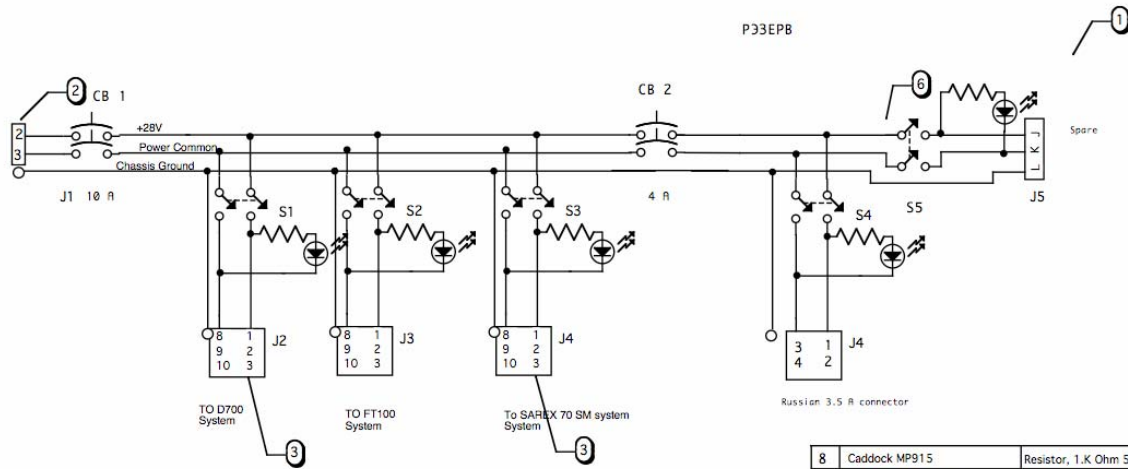 РЭЗЕРВ
1
2
CB 1
CB 2
6
+28V
2
Power Common
3
Chassis Ground
Spare
J
K
L
J1 10 A
4 A
S5
J5
S1
S2
S3
S4
8 1
9 2
10 3
J2
8 1
9 2
10 3
J3
8 1
9 2
10 3
J4
3 1
4 2
J4
Russian 3.5 A connector
TO D700
System
TO FT100
System
To SAREX 70 SM system
System
3
3
8 Caddock MP915 Resistor, 1.K Ohm 5